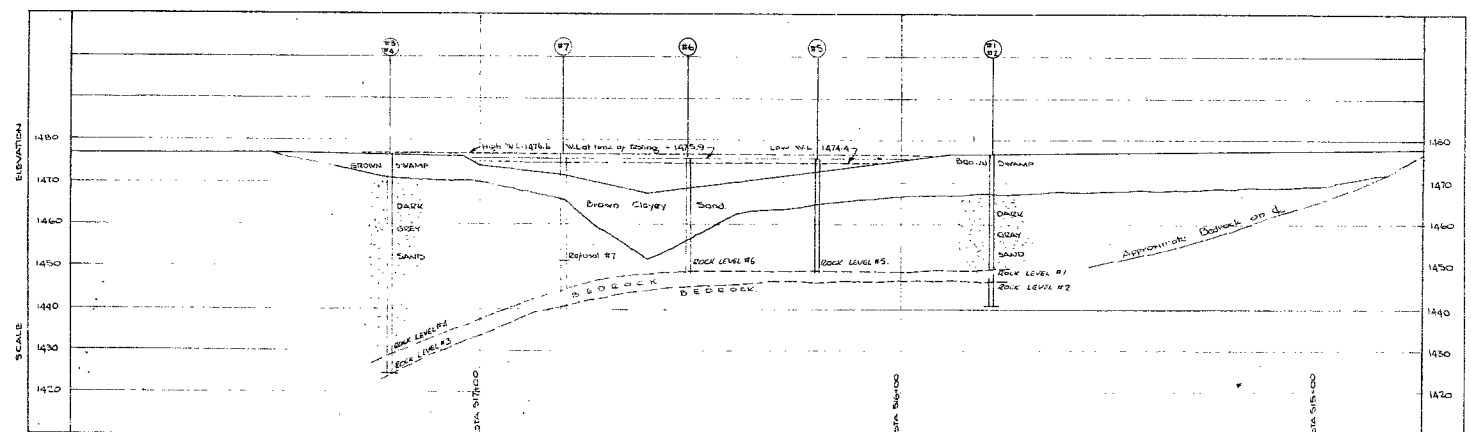 #3
#4
#7
#6
#5
#1
#2
ELEVATION
SCALE
1480
1470
1460
1450
1440
1430
1420
High W.L. 1476.6
W.L. at time of Testing - 1475.9
Low W.L. 1474.4
BROWN SWAMP
BROWN SWAMP
DARK
GREY
SAND
Brown Clayey Sand.
DARK
GRAY
SAND
Refusal #7
ROCK LEVEL #6
ROCK LEVEL #5.
ROCK LEVEL #1
ROCK LEVEL #2
BEDROCK
BEDROCK.
Approximate Bedrock on
ROCK LEVEL #4
ROCK LEVEL #3
STA 517+00
STA 516+00
STA 515+00
1480
1470
1460
1450
1440
1430
1420